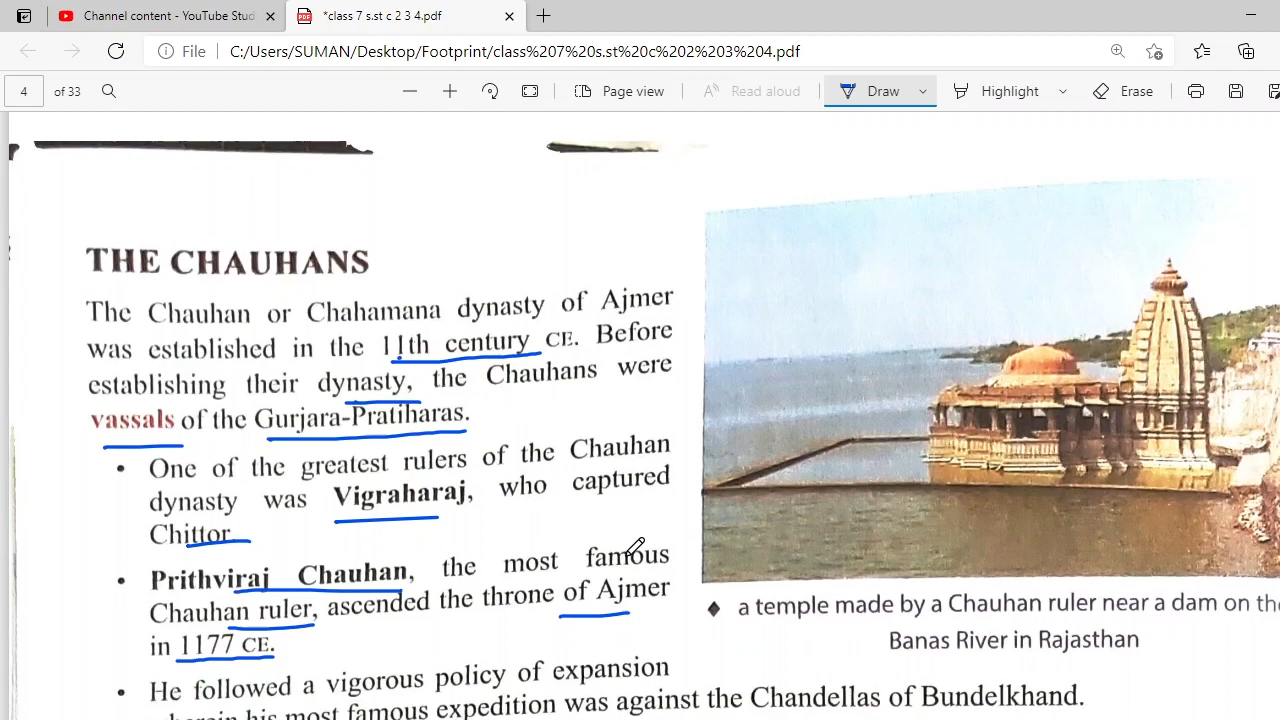 Channel content - YouTube Stud
*class 7 s.st c 2 3 4.pdf
File
C:/Users/SUMAN/Desktop/Footprint/class%207%20s.st%20c%202%203%204.pdf
4 of 33
Page view
Read aloud
Draw
Highlight
Erase
THE CHAUHANS
The Chauhan or Chahamana dynasty of Ajmer
was established in the 11th century CE. Before
establishing their dynasty, the Chauhans were
vassals of the Gurjara-Pratiharas.
• One of the greatest rulers of the Chauhan
dynasty was Vigraharaj, who captured
Chittor
• Prithviraj Chauhan, the most famous
Chauhan ruler, ascended the throne of Ajmer
in 1177 CE.
• He followed a vigorous policy of expansion
wherein his most famous expedition was against the Chandellas of Bundelkhand.
♦ a temple made by a Chauhan ruler near a dam on the
Banas River in Rajasthan